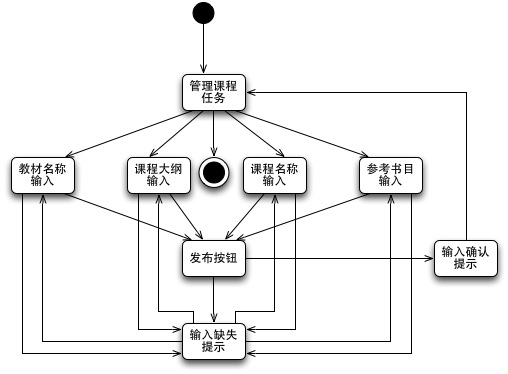 管理课程
任务
教材名称
输入
课程大纲
输入
课程名称
输入
参考书目
输入
发布按钮
输入确认
提示
输入缺失
提示